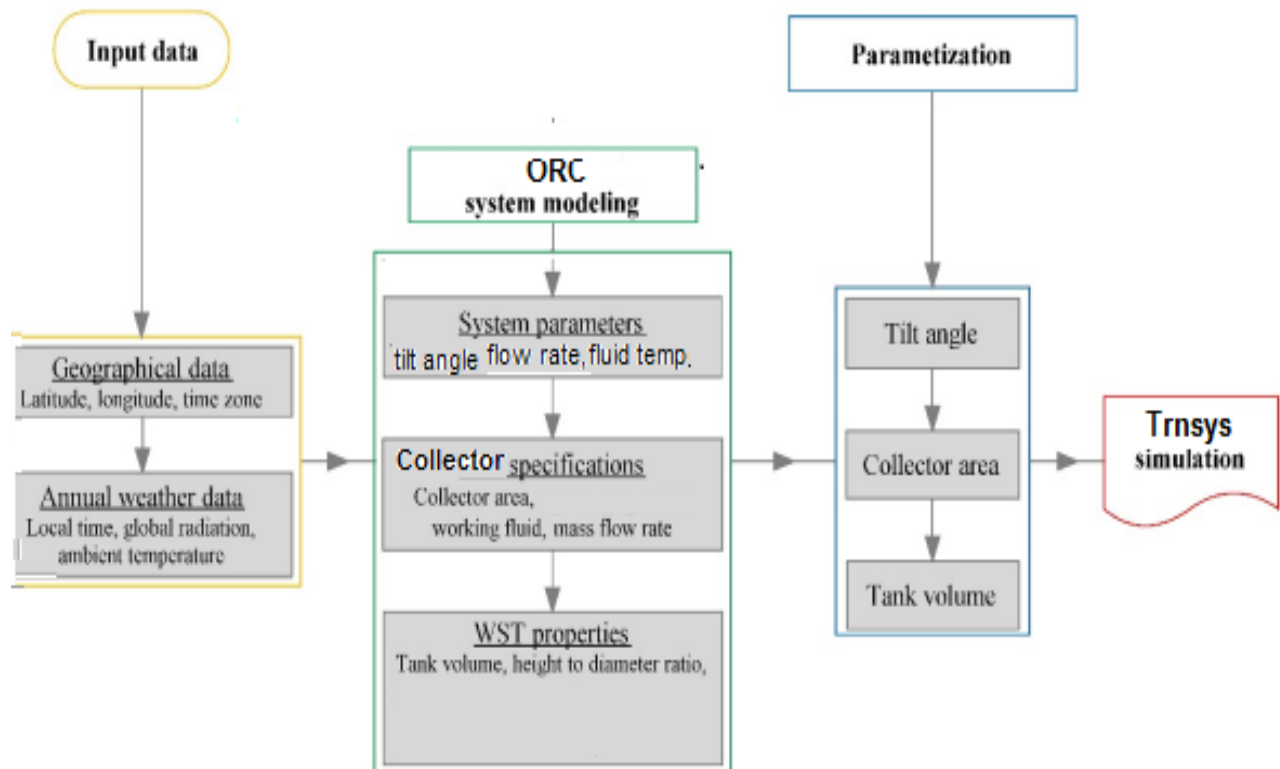 Input data
Geographical data
Latitude, longitude, time zone
Annual weather data
Local time, global radiation,
ambient temperature
ORC
system modeling
System parameters
tilt angle flow rate, fluid temp.
Collector specifications
Collector area,
working fluid, mass flow rate
WST properties
Tank volume, height to diameter ratio,
Parametization
Tilt angle
Collector area
Tank volume
Trnsys
simulation